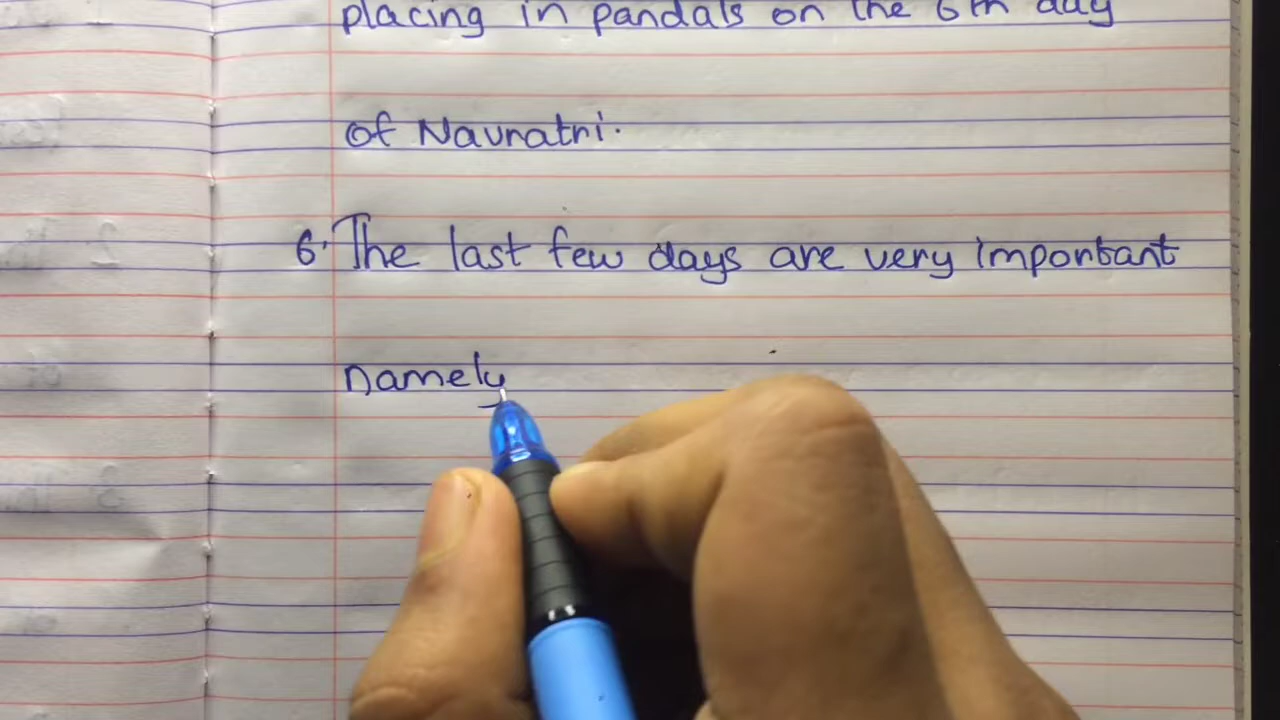 placing in pandals on the 6th day
of Navratri.
6. The last few days are very important
namely